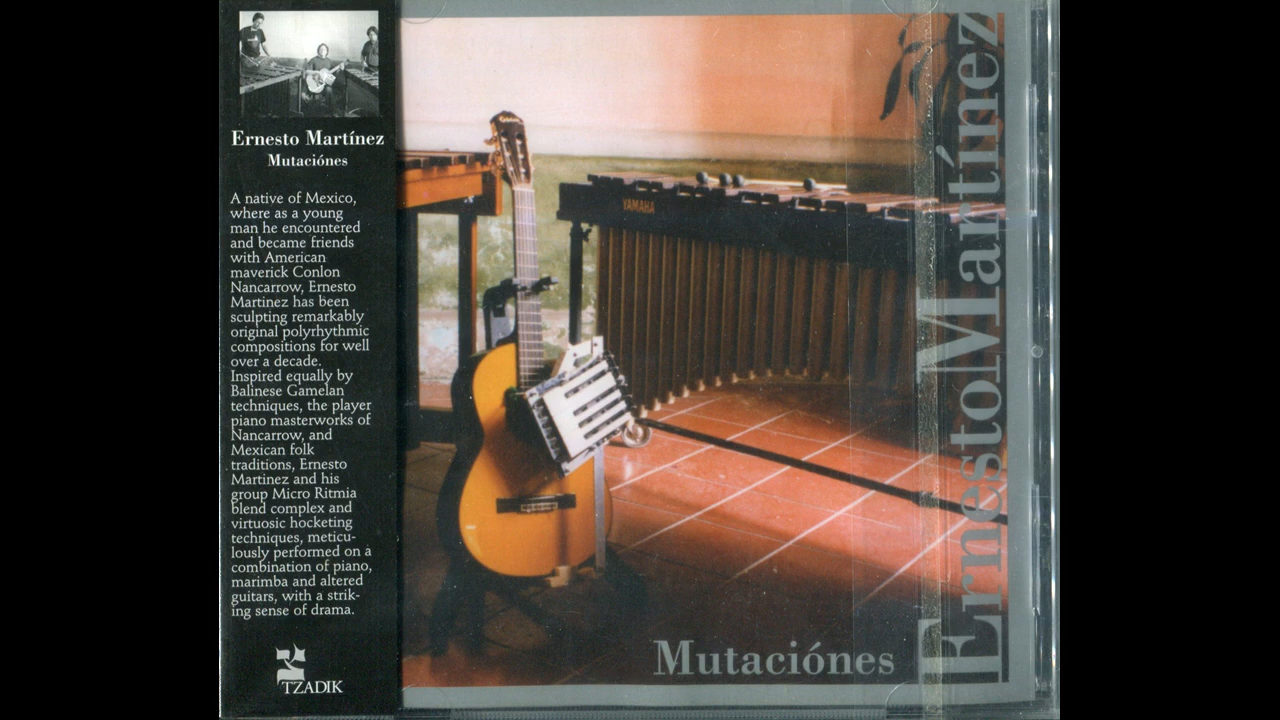 Ernesto Martínez
Mutaciónes
A native of Mexico,
where as a young
man he encountered
and became friends
with American
maverick Conlon
Nancarrow, Ernesto
Martinez has been
sculpting remarkably
original polyrhythmic
compositions for well
over a decade.
Inspired equally by
Balinese Gamelan
techniques, the player
piano masterworks of
Nancarrow, and
Mexican folk
traditions, Ernesto
Martinez and his
group Micro Ritmia
blend complex and
virtuosic hocketing
techniques, meticu-
lously performed on a
combination of piano,
marimba and altered
guitars, with a strik-
ing sense of drama.
TZADIK
YAMAHA
Mutaciónes
Ernesto Martínez